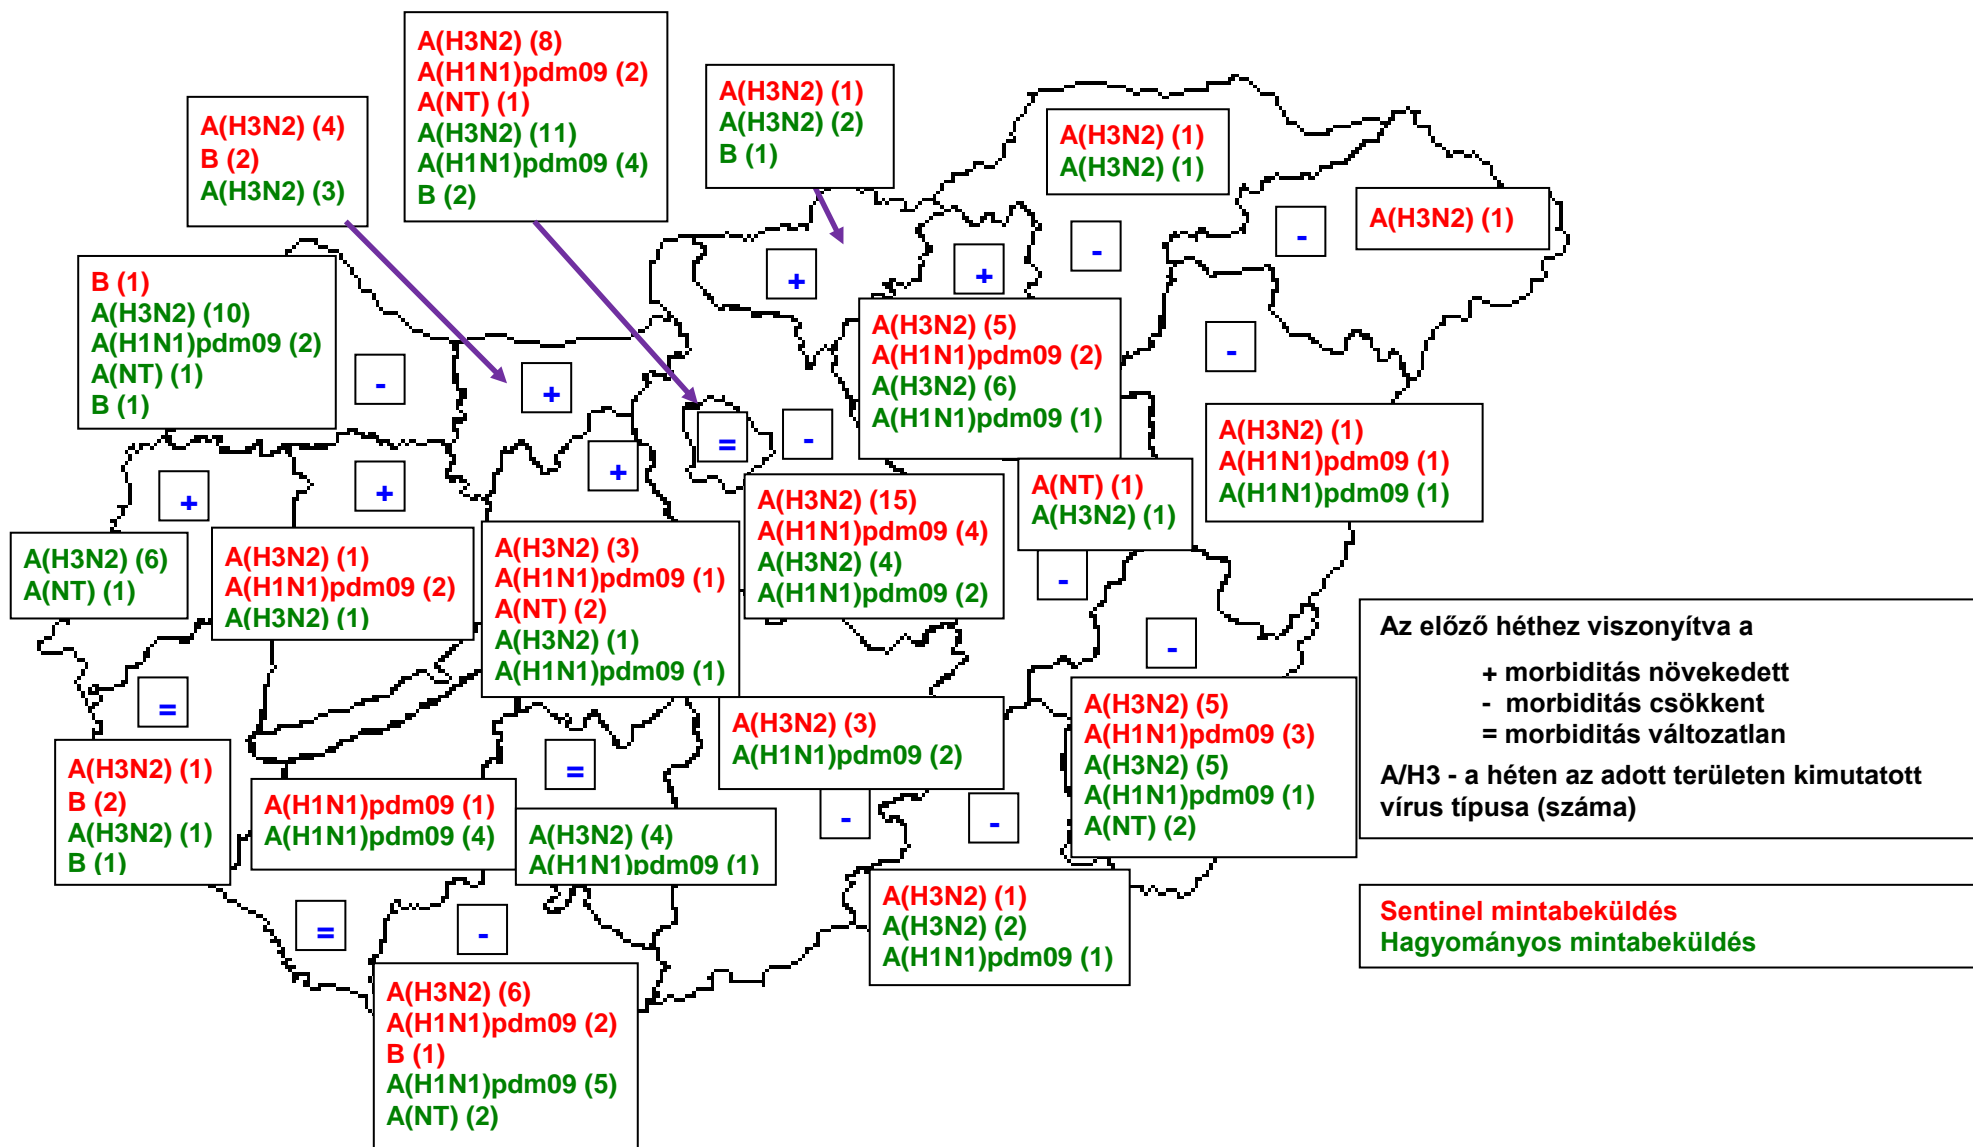 A(H3N2) (8)
A(H1N1)pdm09 (2)
A(NT) (1)
A(H3N2) (11)
A(H1N1)pdm09 (4)
B (2)
A(H3N2) (1)
A(H3N2) (2)
B (1)
A(H3N2) (4)
B (2)
A(H3N2) (3)
A(H3N2) (1)
A(H3N2) (1)
A(H3N2) (1)
-
-
+
+
B (1)
A(H3N2) (10)
A(H1N1)pdm09 (2)
A(NT) (1)
B (1)
-
+
A(H3N2) (5)
A(H1N1)pdm09 (2)
A(H3N2) (6)
A(H1N1)pdm09 (1)
-
=
-
+
+
+
A(H3N2) (1)
A(H1N1)pdm09 (1)
A(H1N1)pdm09 (1)
A(NT) (1)
A(H3N2) (1)
A(H3N2) (15)
A(H1N1)pdm09 (4)
A(H3N2) (4)
A(H1N1)pdm09 (2)
A(H3N2) (6)
A(NT) (1)
A(H3N2) (1)
A(H1N1)pdm09 (2)
A(H3N2) (1)
A(H3N2) (3)
A(H1N1)pdm09 (1)
A(NT) (2)
A(H3N2) (1)
A(H1N1)pdm09 (1)
-
-
=
Az előző héthez viszonyítva a
+ morbiditás növekedett
- morbiditás csökkent
= morbiditás változatlan
A/H3 - a héten az adott területen kimutatott
vírus típusa (száma)
A(H3N2) (3)
A(H1N1)pdm09 (2)
A(H3N2) (5)
A(H1N1)pdm09 (3)
A(H3N2) (5)
A(H1N1)pdm09 (1)
A(NT) (2)
A(H3N2) (1)
B (2)
A(H3N2) (1)
B (1)
=
A(H1N1)pdm09 (1)
A(H1N1)pdm09 (4)
A(H3N2) (4)
A(H1N1)pdm09 (1)
-
-
A(H3N2) (1)
A(H3N2) (2)
A(H1N1)pdm09 (1)
Sentinel mintabeküldés
Hagyományos mintabeküldés
=
-
A(H3N2) (6)
A(H1N1)pdm09 (2)
B (1)
A(H1N1)pdm09 (5)
A(NT) (2)